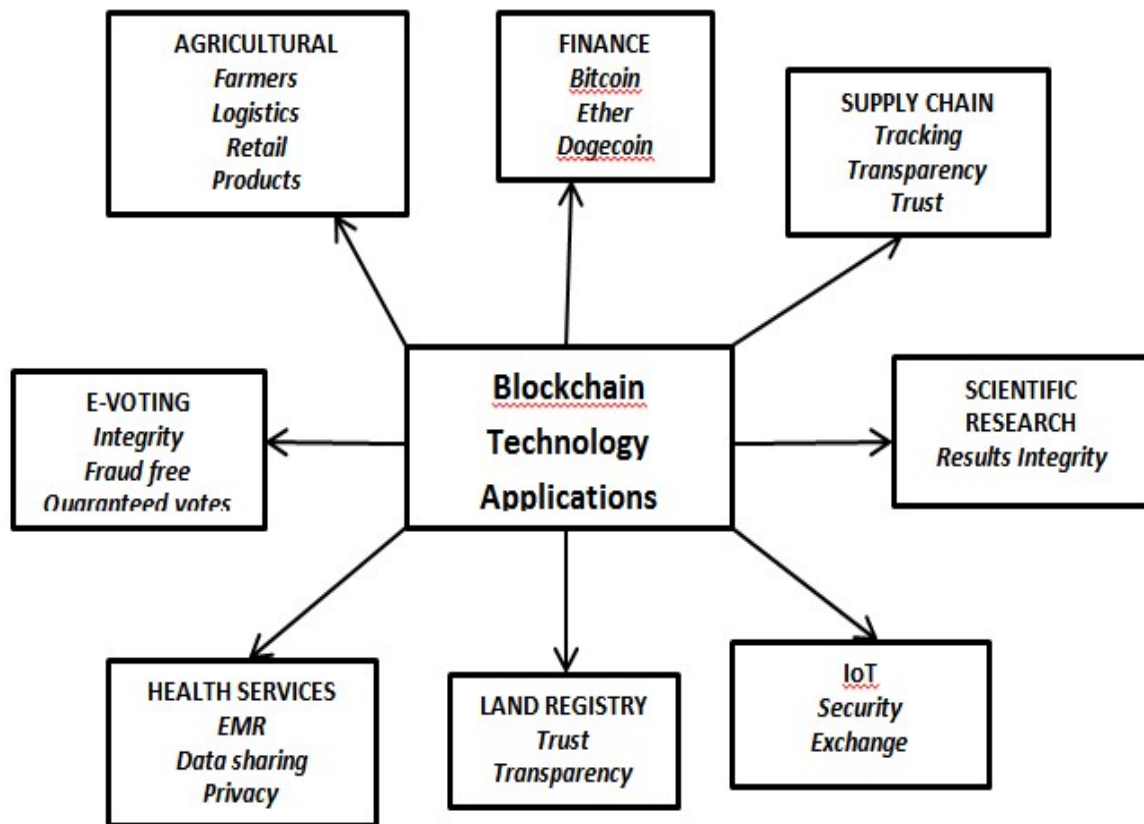 AGRICULTURAL
Farmers
Logistics
Retail
Products
FINANCE
Bitcoin
Ether
Dogecoin
SUPPLY CHAIN
Tracking
Transparency
Trust
E-VOTING
Integrity
Fraud free
Quaranteed votes
Blockchain
Technology
Applications
SCIENTIFIC
RESEARCH
Results Integrity
HEALTH SERVICES
EMR
Data sharing
Privacy
LAND REGISTRY
Trust
Transparency
IoT
Security
Exchange